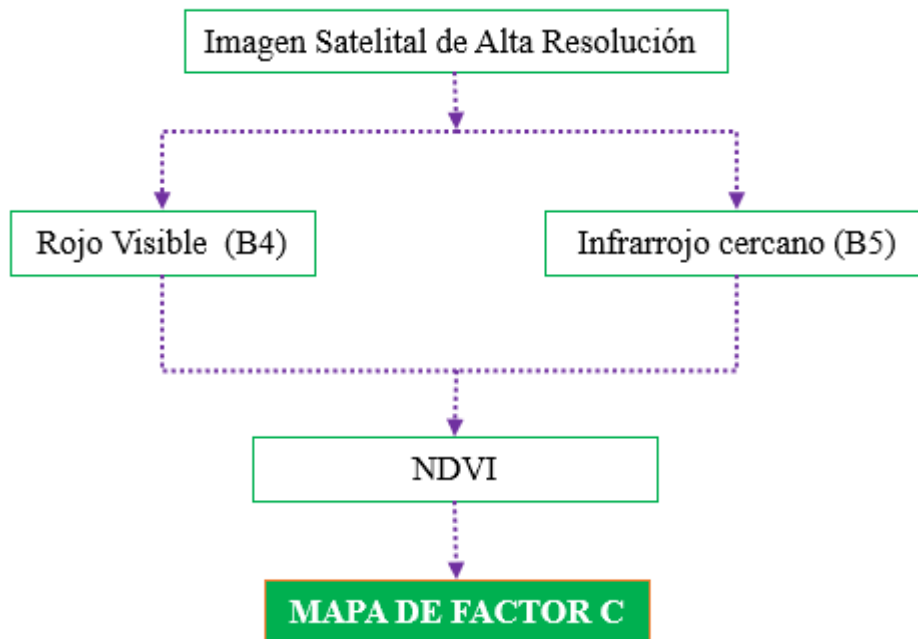 Imagen Satelital de Alta Resolución
Rojo Visible (B4)
Infrarrojo cercano (B5)
NDVI
MAPA DE FACTOR C